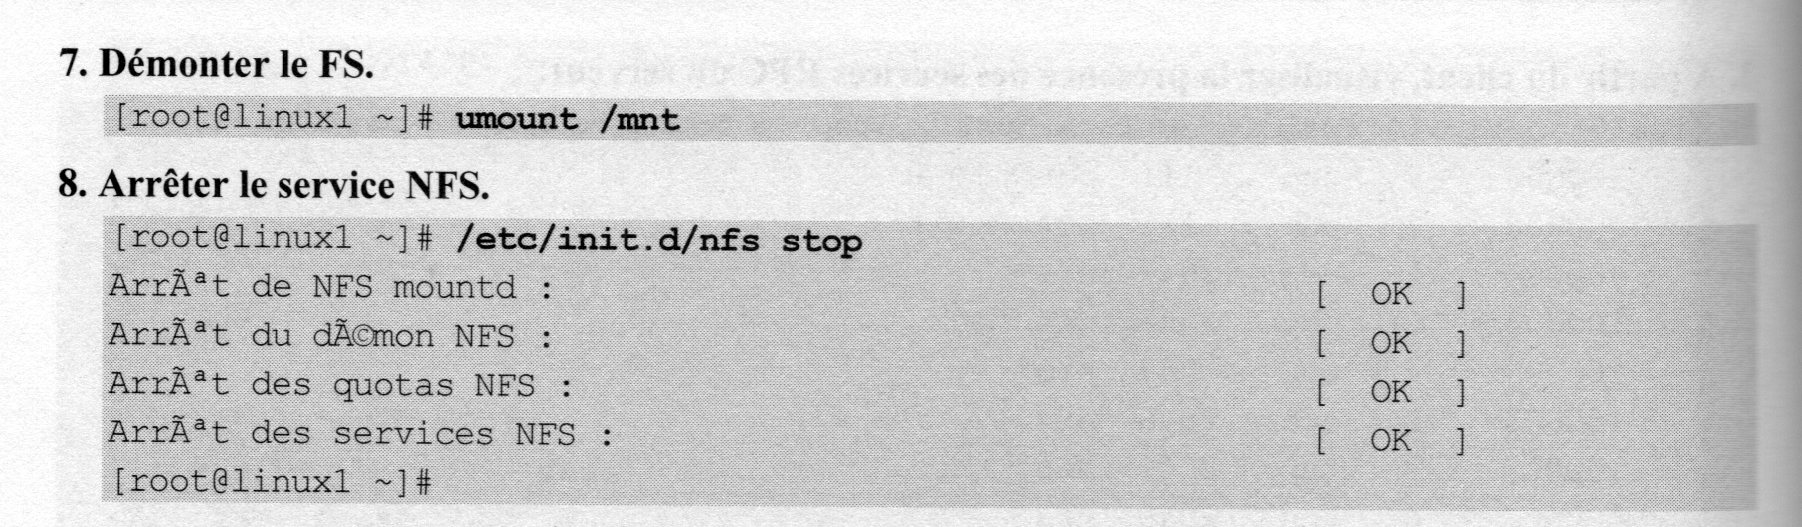 7. Démonter le FS.
[root@linux1 ~]# umount /mnt
8. Arrêter le service NFS.
[root@linux1 ~]# /etc/init.d/nfs stop
ArrÃªt de NFS mountd : [ OK ]
ArrÃªt du dÃ©mon NFS : [ OK ]
ArrÃªt des quotas NFS : [ OK ]
ArrÃªt des services NFS : [ OK ]
[root@linux1 ~]#